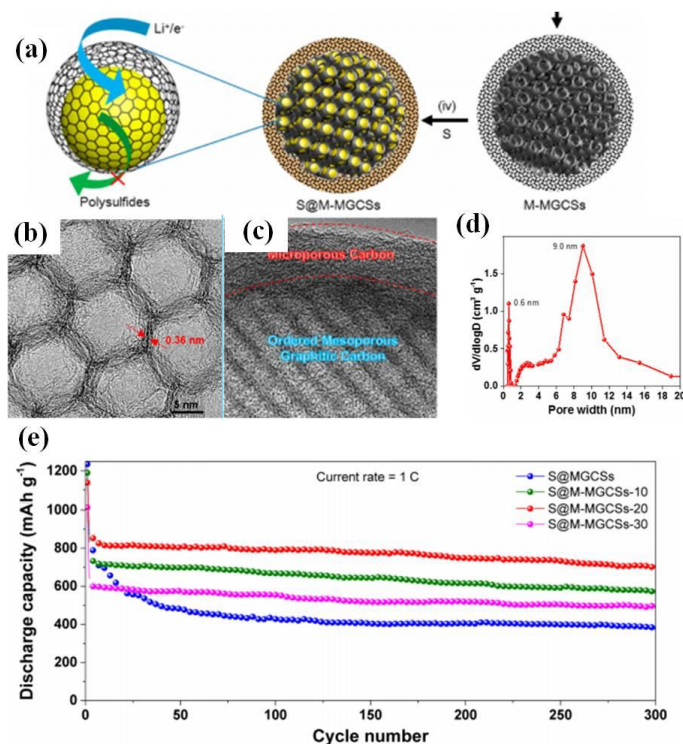 (a)
Li⁺/e⁻
Polysulfides
S@M-MGCSs
(iv)
S
M-MGCSs
(b)
0.36 nm
5 nm
(c)
Microporous Carbon
Ordered Mesoporous
Graphitic Carbon
(d)
dV/dlogD (cm³ g⁻¹)
1.5
1.0
0.5
0.0
9.0 nm
0.6 nm
0 2 4 6 8 10 12 14 16 18 20
Pore width (nm)
(e)
Discharge capacity (mAh g⁻¹)
1200
1000
800
600
400
200
0
Current rate = 1 C
S@MGCSs
S@M-MGCSs-10
S@M-MGCSs-20
S@M-MGCSs-30
0 50 100 150 200 250 300
Cycle number